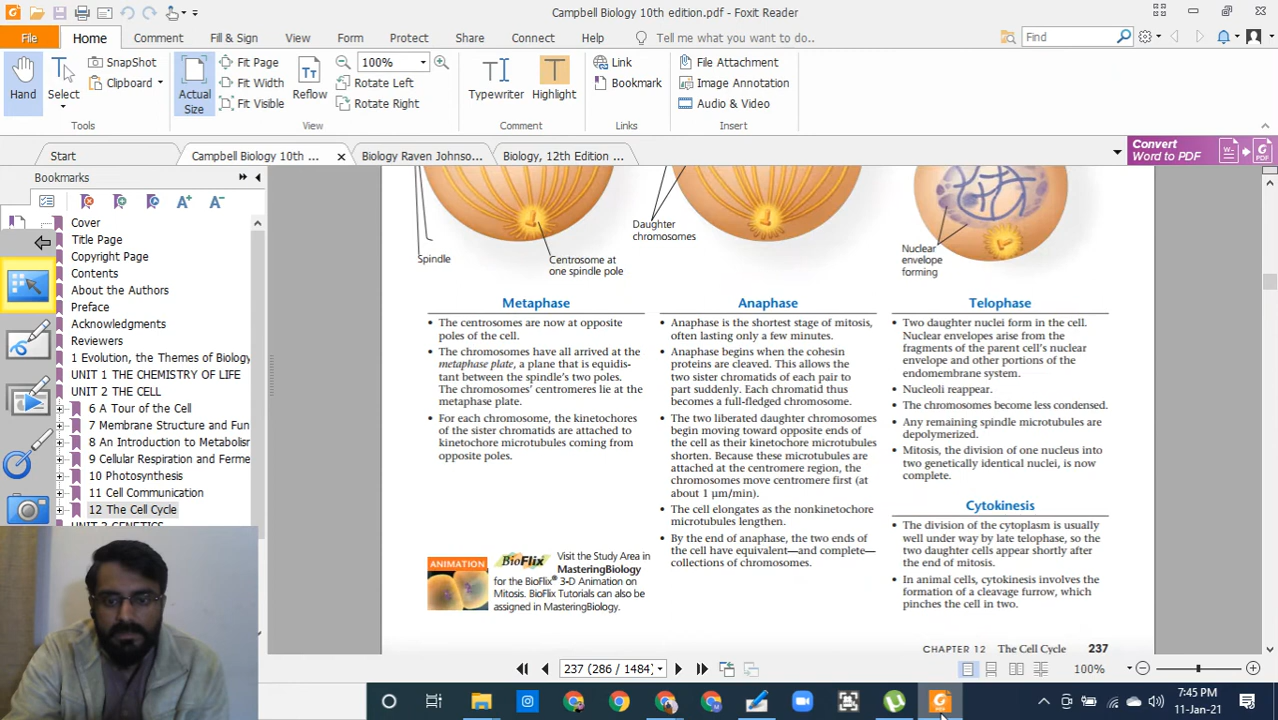 Campbell Biology 10th edition.pdf - Foxit Reader
File Home Comment Fill & Sign View Form Protect Share Connect Help Tell me what you want to do.. Find
Hand
Select
SnapShot
Clipboard
Actual
Size
Fit Page
Fit Width
Fit Visible
Reflow
100%
Rotate Left
Rotate Right
Typewriter
Highlight
Link
Bookmark
File Attachment
Image Annotation
Audio & Video
Tools View Comment Links Insert
Start Campbell Biology 10th ... Biology Raven Johnso... Biology, 12th Edition ...
Convert
Word to PDF
Bookmarks
Cover
Title Page
Copyright Page
Contents
About the Authors
Preface
Acknowledgments
Reviewers
1 Evolution, the Themes of Biology
UNIT 1 THE CHEMISTRY OF LIFE
UNIT 2 THE CELL
6 A Tour of the Cell
7 Membrane Structure and Fun
8 An Introduction to Metabolisr
9 Cellular Respiration and Ferme
10 Photosynthesis
11 Cell Communication
12 The Cell Cycle
UNIT 3 GENETICS
Spindle
Centrosome at
one spindle pole
Daughter
chromosomes
Nuclear
envelope
forming
Metaphase
• The centrosomes are now at opposite
poles of the cell.
• The chromosomes have all arrived at the
metaphase plate, a plane that is equidis-
tant between the spindle's two poles.
The chromosomes' centromeres lie at the
metaphase plate.
• For each chromosome, the kinetochores
of the sister chromatids are attached to
kinetochore microtubules coming from
opposite poles.
ANIMATION
BioFlix
Visit the Study Area in
MasteringBiology
for the BioFlix® 3-D Animation on
Mitosis. BioFlix Tutorials can also be
assigned in MasteringBiology.
Anaphase
• Anaphase is the shortest stage of mitosis,
often lasting only a few minutes.
• Anaphase begins when the cohesin
proteins are cleaved. This allows the
two sister chromatids of each pair to
part suddenly. Each chromatid thus
becomes a full-fledged chromosome.
• The two liberated daughter chromosomes
begin moving toward opposite ends of
the cell as their kinetochore microtubules
shorten. Because these microtubules are
attached at the centromere region, the
chromosomes move centromere first (at
about 1 μm/min).
• The cell elongates as the nonkinetochore
microtubules lengthen.
• By the end of anaphase, the two ends of
the cell have equivalent—and complete—
collections of chromosomes.
Telophase
• Two daughter nuclei form in the cell.
Nuclear envelopes arise from the
fragments of the parent cell's nuclear
envelope and other portions of the
endomembrane system.
• Nucleoli reappear.
• The chromosomes become less condensed.
• Any remaining spindle microtubules are
depolymerized.
• Mitosis, the division of one nucleus into
two genetically identical nuclei, is now
complete.
Cytokinesis
• The division of the cytoplasm is usually
well under way by late telophase, so the
two daughter cells appear shortly after
the end of mitosis.
• In animal cells, cytokinesis involves the
formation of a cleavage furrow, which
pinches the cell in two.
CHAPTER 12 The Cell Cycle 237
237 (286 / 1484)
100%
7:45 PM
11-Jan-21